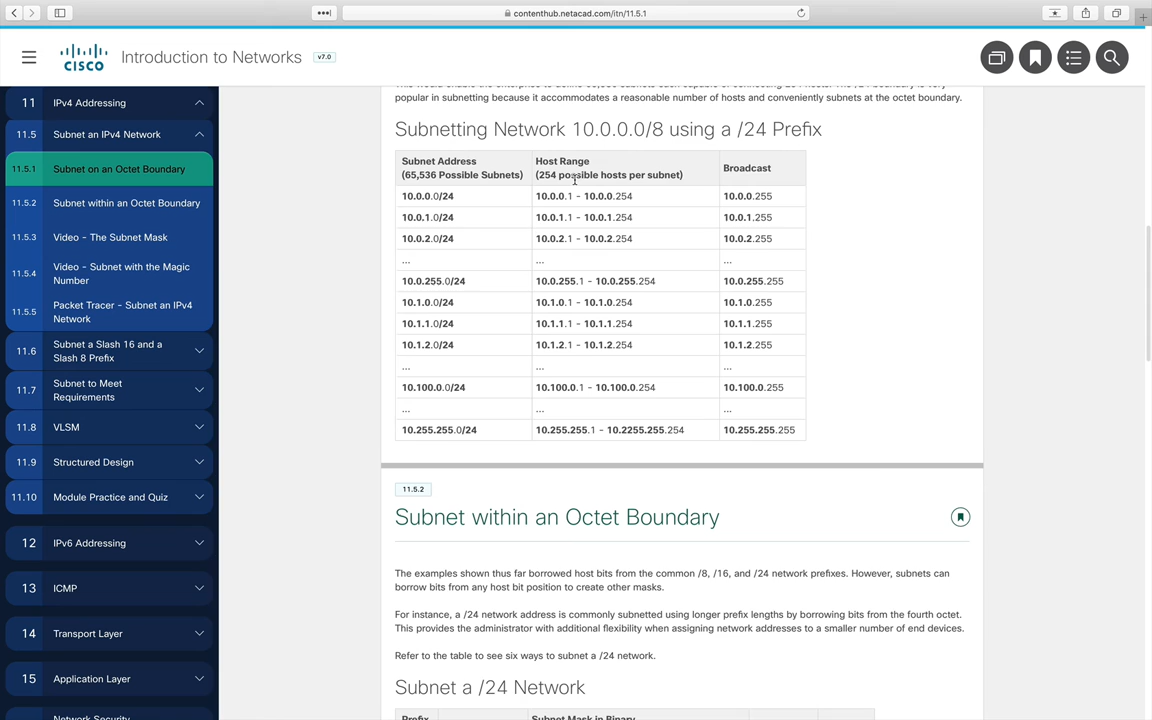 contenthub.netacad.com/itn/11.5.1
CISCO
Introduction to Networks
v7.0
11 IPv4 Addressing
11.5 Subnet an IPv4 Network
11.5.1 Subnet on an Octet Boundary
11.5.2 Subnet within an Octet Boundary
11.5.3 Video - The Subnet Mask
11.5.4 Video - Subnet with the Magic
Number
11.5.5 Packet Tracer - Subnet an IPv4
Network
11.6 Subnet a Slash 16 and a
Slash 8 Prefix
11.7 Subnet to Meet
Requirements
11.8 VLSM
11.9 Structured Design
11.10 Module Practice and Quiz
12 IPv6 Addressing
13 ICMP
14 Transport Layer
15 Application Layer
Network Security
popular in subnetting because it accommodates a reasonable number of hosts and conveniently subnets at the octet boundary.
Subnetting Network 10.0.0.0/8 using a /24 Prefix
Subnet Address
(65,536 Possible Subnets)
Host Range
(254 possible hosts per subnet)
Broadcast
10.0.0.0/24 10.0.0.1 - 10.0.0.254 10.0.0.255
10.0.1.0/24 10.0.1.1 - 10.0.1.254 10.0.1.255
10.0.2.0/24 10.0.2.1 - 10.0.2.254 10.0.2.255
... ... ...
10.0.255.0/24 10.0.255.1 - 10.0.255.254 10.0.255.255
10.1.0.0/24 10.1.0.1 - 10.1.0.254 10.1.0.255
10.1.1.0/24 10.1.1.1 - 10.1.1.254 10.1.1.255
10.1.2.0/24 10.1.2.1 - 10.1.2.254 10.1.2.255
... ... ...
10.100.0.0/24 10.100.0.1 - 10.100.0.254 10.100.0.255
... ... ...
10.255.255.0/24 10.255.255.1 - 10.2255.255.254 10.255.255.255
11.5.2
Subnet within an Octet Boundary
The examples shown thus far borrowed host bits from the common /8, /16, and /24 network prefixes. However, subnets can
borrow bits from any host bit position to create other masks.
For instance, a /24 network address is commonly subnetted using longer prefix lengths by borrowing bits from the fourth octet.
This provides the administrator with additional flexibility when assigning network addresses to a smaller number of end devices.
Refer to the table to see six ways to subnet a /24 network.
Subnet a /24 Network
Prefix Subnet Mask in Binary